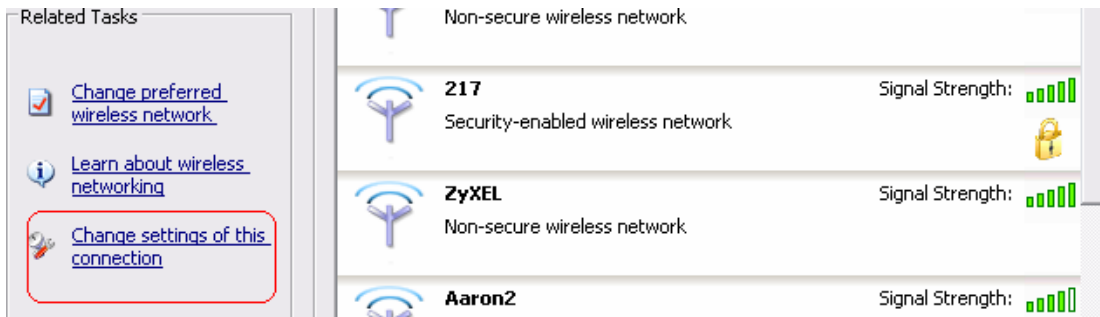 Related Tasks
Change preferred
wireless network
Learn about wireless
networking
Change settings of this
connection
Non-secure wireless network
217
Signal Strength:
Security-enabled wireless network
ZyXEL
Signal Strength:
Non-secure wireless network
Aaron2
Signal Strength: